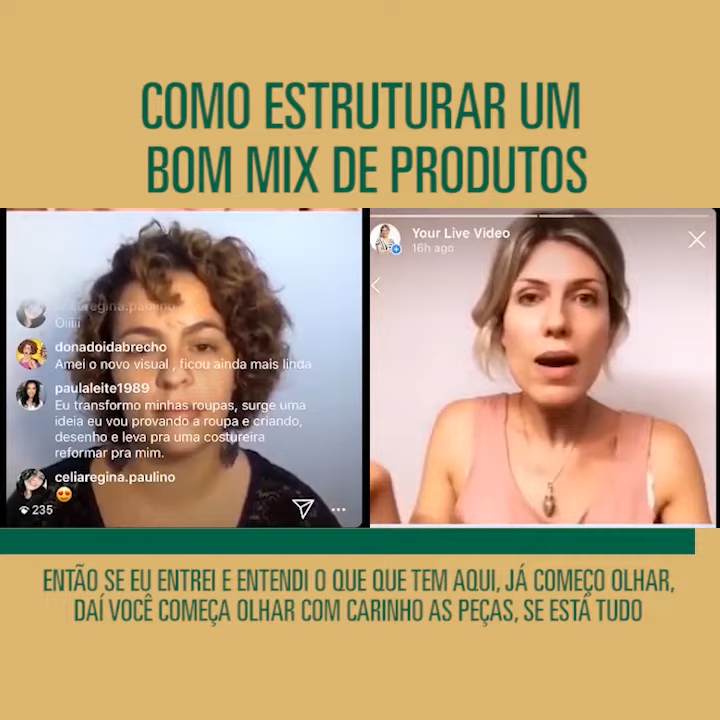 COMO ESTRUTURAR UM
BOM MIX DE PRODUTOS
Your Live Video
16h ago
regina.paulino
Oiiii
donadoidabrecho
Amei o novo visual , ficou ainda mais linda
paulaleite1989
Eu transformo minhas roupas, surge uma
ideia eu vou provando a roupa e criando,
desenho e leva pra uma costureira
reformar pra mim.
celiaregina.paulino
😍
235
ENTÃO SE EU ENTREI E ENTENDI O QUE QUE TEM AQUI, JÁ COMEÇO OLHAR,
DAÍ VOCÊ COMEÇA OLHAR COM CARINHO AS PEÇAS, SE ESTÁ TUDO